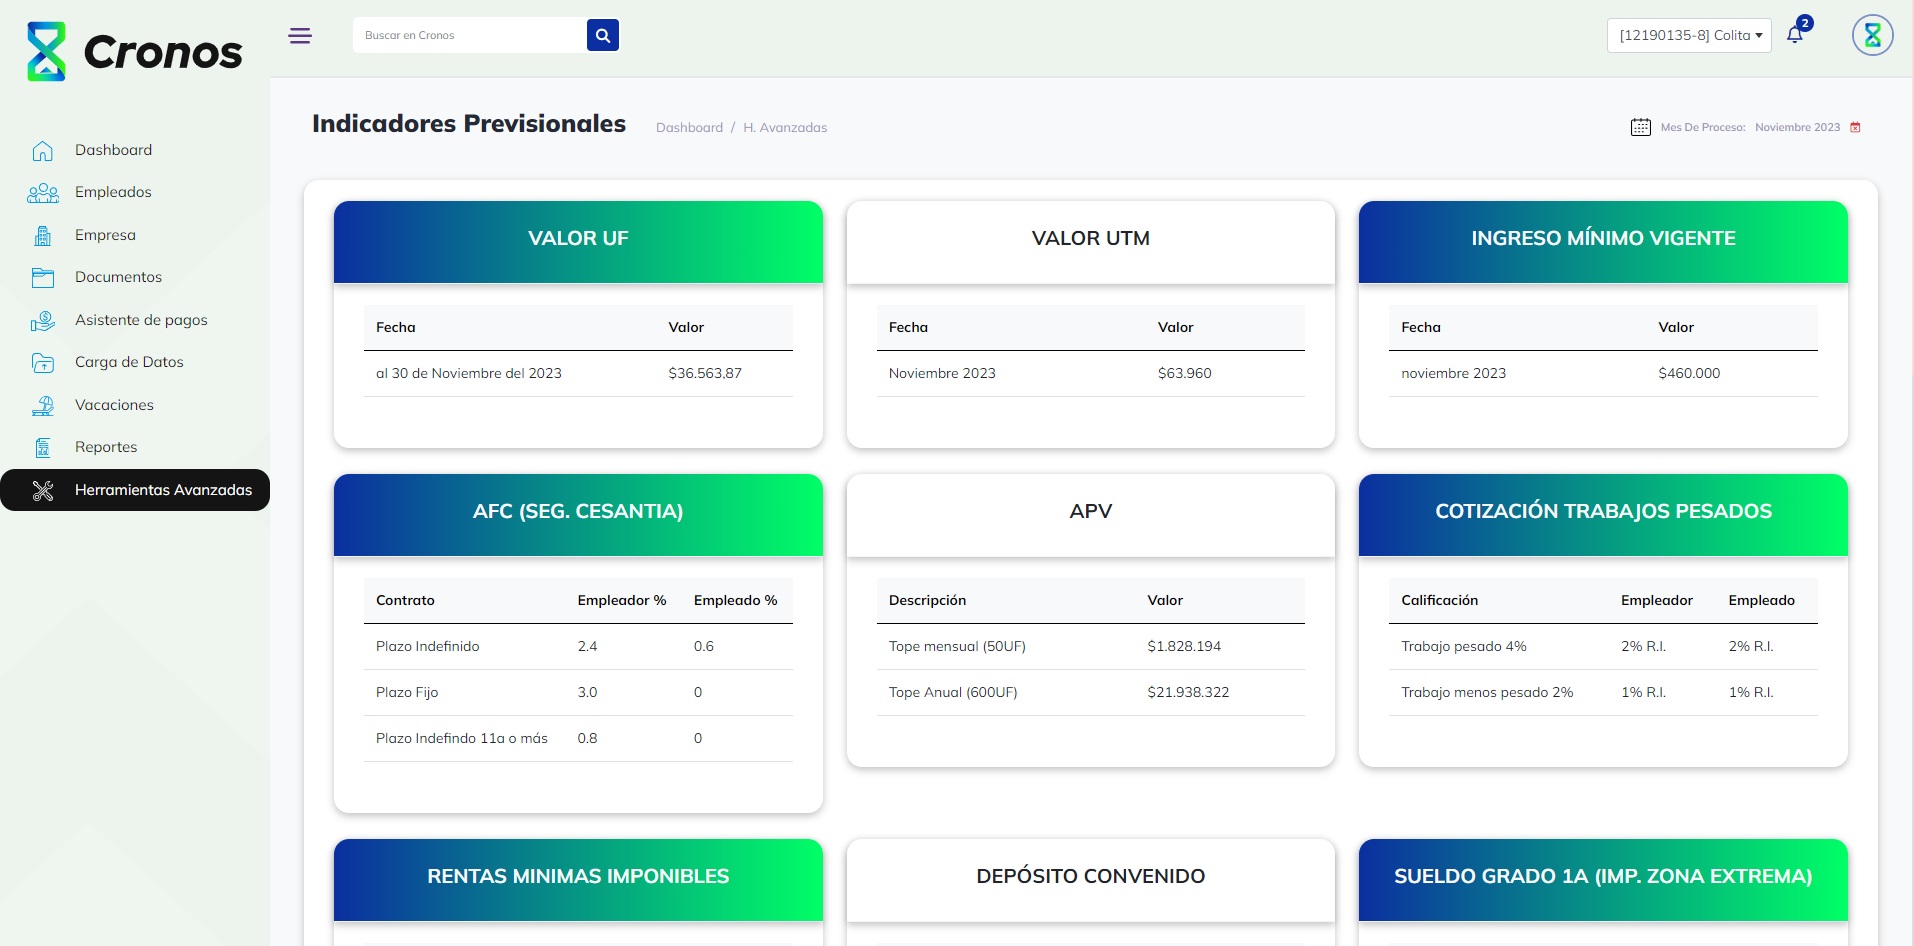 Cronos
Buscar en Cronos
[12190135-8] Colita
2
Indicadores Previsionales
Dashboard / H. Avanzadas
Mes De Proceso: Noviembre 2023
Dashboard
Empleados
Empresa
Documentos
Asistente de pagos
Carga de Datos
Vacaciones
Reportes
Herramientas Avanzadas
VALOR UF
Fecha Valor
al 30 de Noviembre del 2023 $36.563,87
VALOR UTM
Fecha Valor
Noviembre 2023 $63.960
INGRESO MÍNIMO VIGENTE
Fecha Valor
noviembre 2023 $460.000
AFC (SEG. CESANTIA)
Contrato Empleador % Empleado %
Plazo Indefinido 2.4 0.6
Plazo Fijo 3.0 0
Plazo Indefindo 11a o más 0.8 0
APV
Descripción Valor
Tope mensual (50UF) $1.828.194
Tope Anual (600UF) $21.938.322
COTIZACIÓN TRABAJOS PESADOS
Calificación Empleador Empleado
Trabajo pesado 4% 2% R.I. 2% R.I.
Trabajo menos pesado 2% 1% R.I. 1% R.I.
RENTAS MINIMAS IMPONIBLES
DEPÓSITO CONVENIDO
SUELDO GRADO 1A (IMP. ZONA EXTREMA)